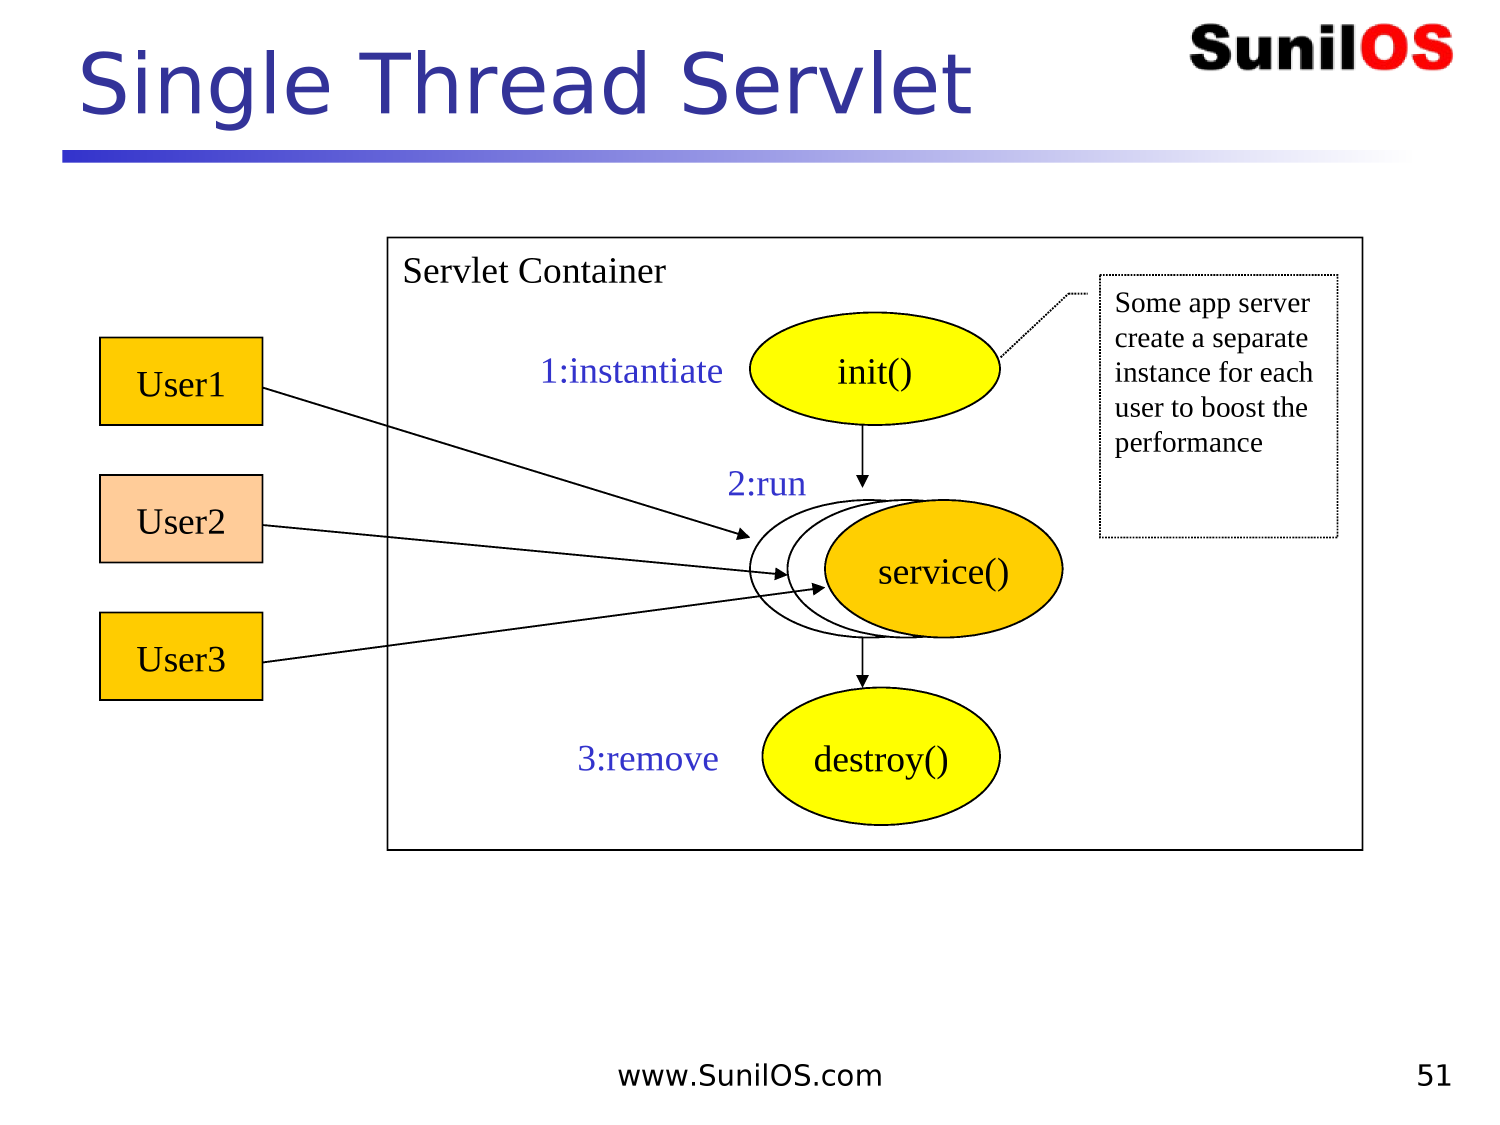 Single Thread Servlet
SunilOS
Servlet Container
Some app server
create a separate
instance for each
user to boost the
performance
1:instantiate
init()
User1
2:run
User2
service()
User3
3:remove
destroy()
www.SunilOS.com
51